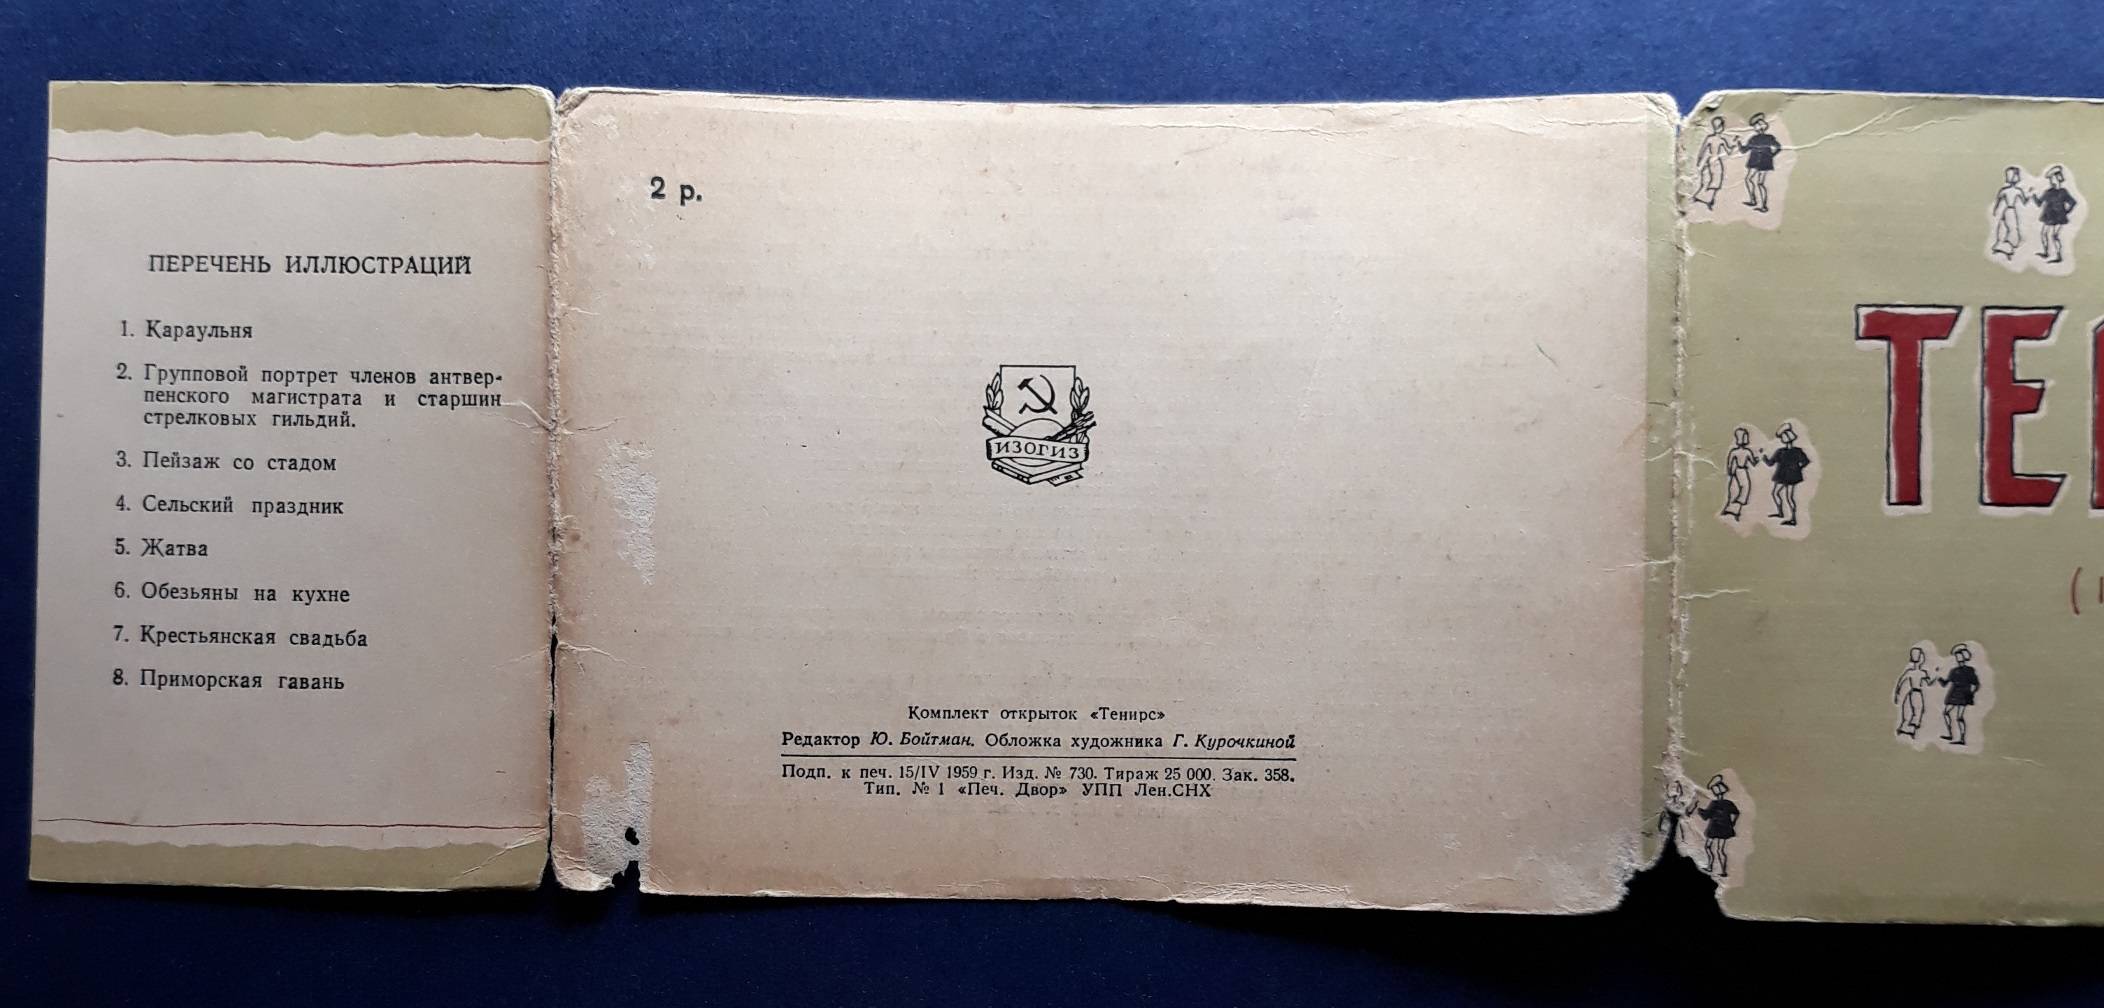 ПЕРЕЧЕНЬ ИЛЛЮСТРАЦИЙ
1. Караульня
2. Групповой портрет членов антвер-
пенского магистрата и старшин
стрелковых гильдий.
3. Пейзаж со стадом
4. Сельский праздник
5. Жатва
6. Обезьяны на кухне
7. Крестьянская свадьба
8. Приморская гавань
2 р.
ИЗОГИЗ
Комплект открыток «Тенирс»
Редактор Ю. Бойтман. Обложка художника Г. Курочкиной
Подп. к печ. 15/IV 1959 г. Изд. № 730. Тираж 25 000. Зак. 358.
Тип. № 1 «Печ. Двор» УПП Лен.СНХ
ТЕ